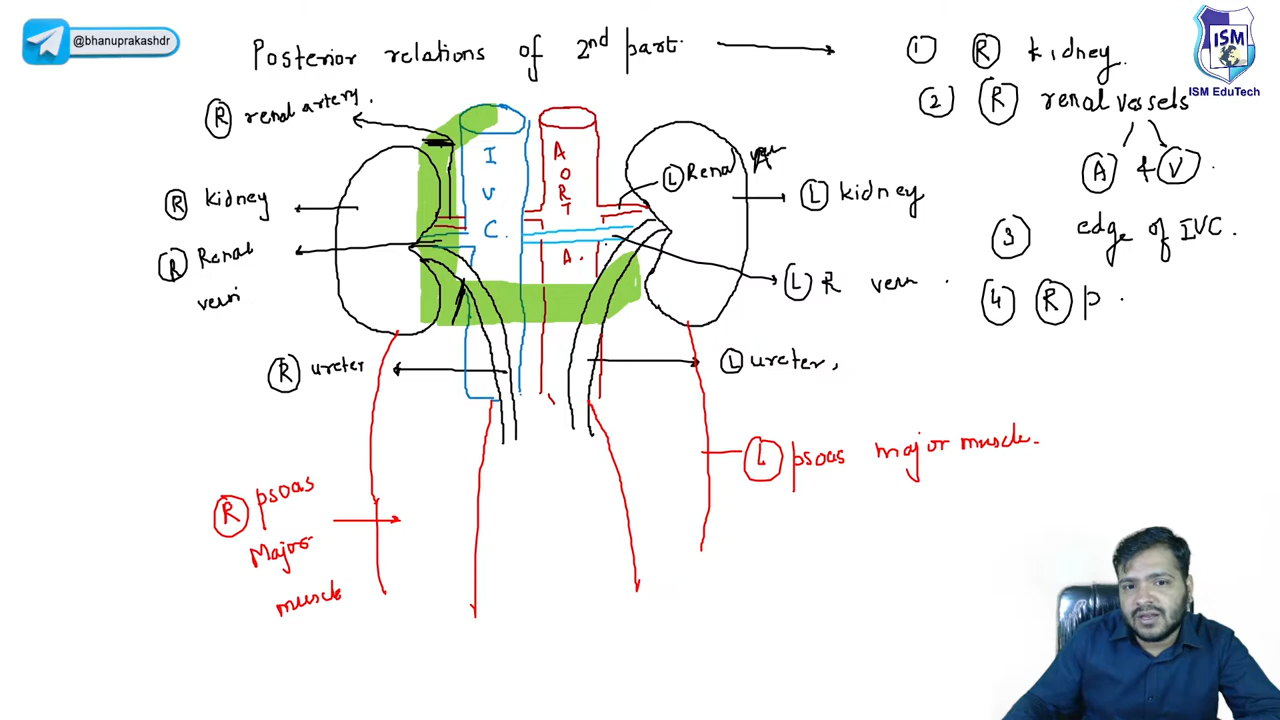 @bhanuprakashdr
Posterior relations of 2nd part
① Ⓡ kidney.
② Ⓡ renal vessels
Ⓐ & Ⓥ.
③ edge of IVC.
④ Ⓡ p.
ISM
ISM EduTech
Ⓡ renal artery.
I
V
C.
A
O
R
T
A.
Ⓡ kidney
Ⓡ Renal
Ⓛ Renal A
Ⓛ kidney
Ⓛ R vein.
Ⓡ ureter
Ⓛ ureter,
Ⓡ psoas
Major
muscle
Ⓛ psoas major muscle.